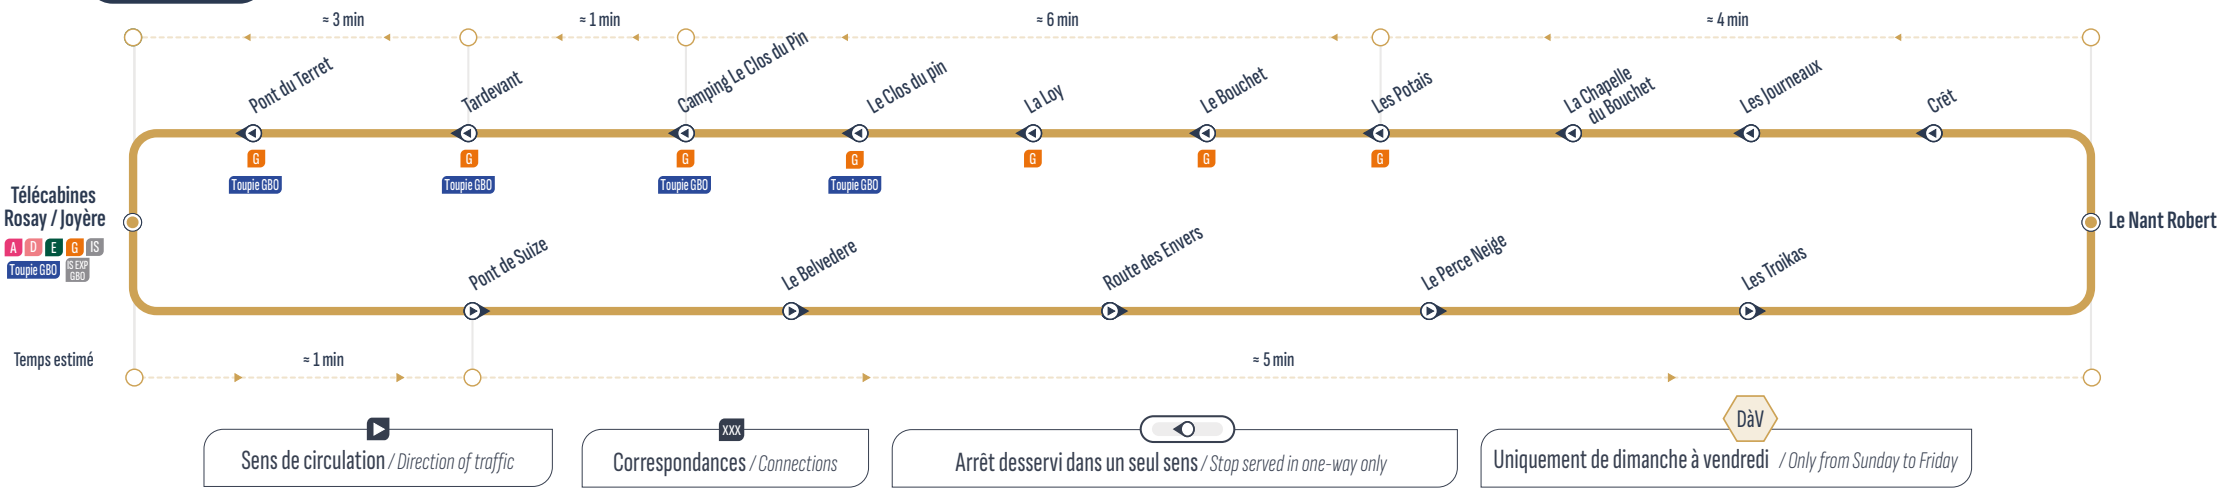 ≈ 3 min
≈ 1 min
≈ 6 min
≈ 4 min
Pont du Terret
Tardevant
Camping Le Clos du Pin
Le Clos du pin
La Loy
Le Bouchet
Les Potais
La Chapelle
du Bouchet
Les Journeaux
Crêt
G
G
G
G
G
G
G
Toupie GBO
Toupie GBO
Toupie GBO
Toupie GBO
Télécabines
Rosay / Joyère
A D E G IS
Toupie GBO
IS EXP
GBO
Le Nant Robert
Pont de Suize
Le Belvedere
Route des Envers
Le Perce Neige
Les Troikas
Temps estimé
≈ 1 min
≈ 5 min
Sens de circulation / Direction of traffic
XXX
Correspondances / Connections
Arrêt desservi dans un seul sens / Stop served in one-way only
DàV
Uniquement de dimanche à vendredi / Only from Sunday to Friday